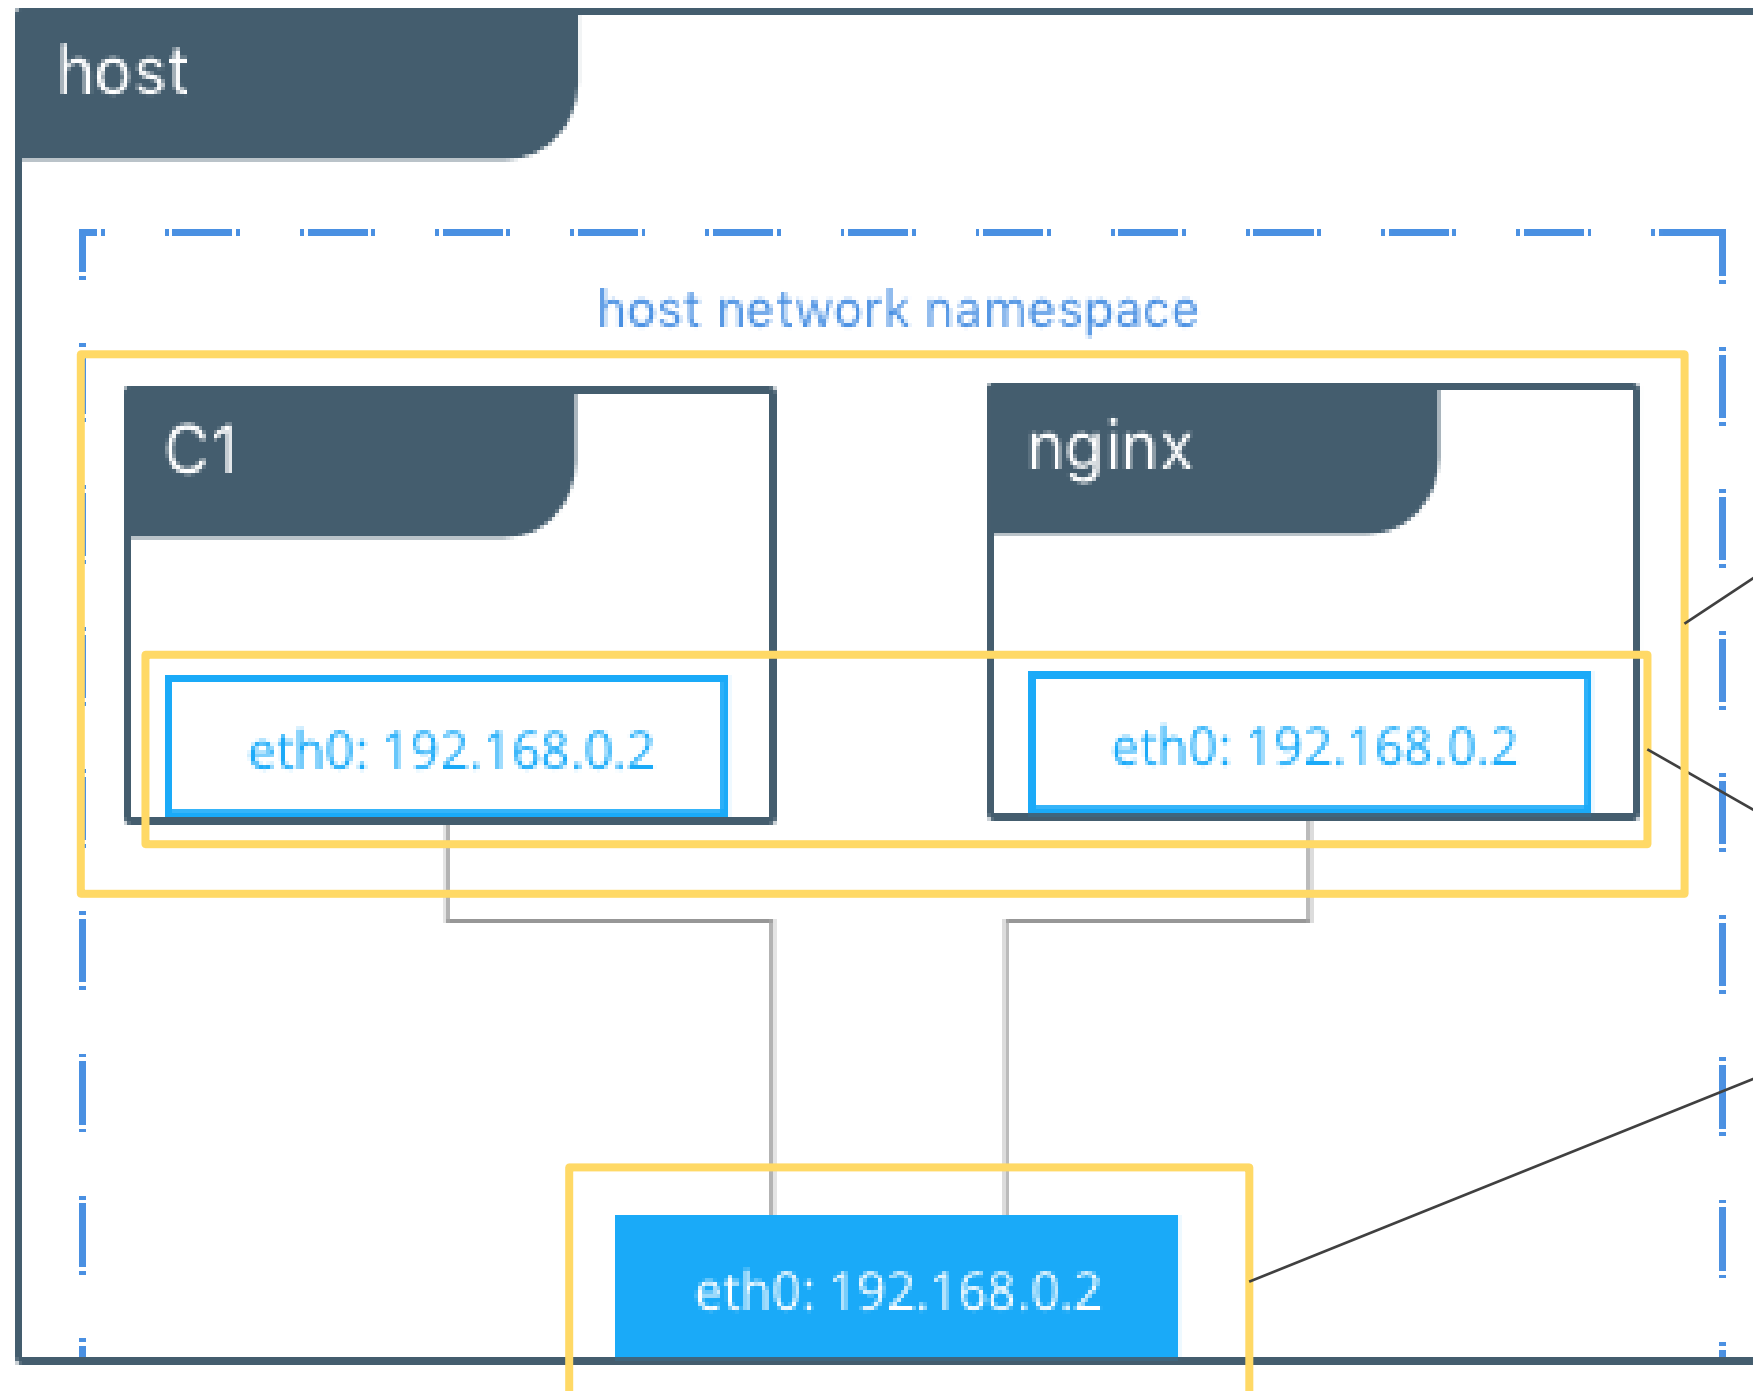 host
host network namespace
C1
nginx
eth0: 192.168.0.2
eth0: 192.168.0.2
eth0: 192.168.0.2